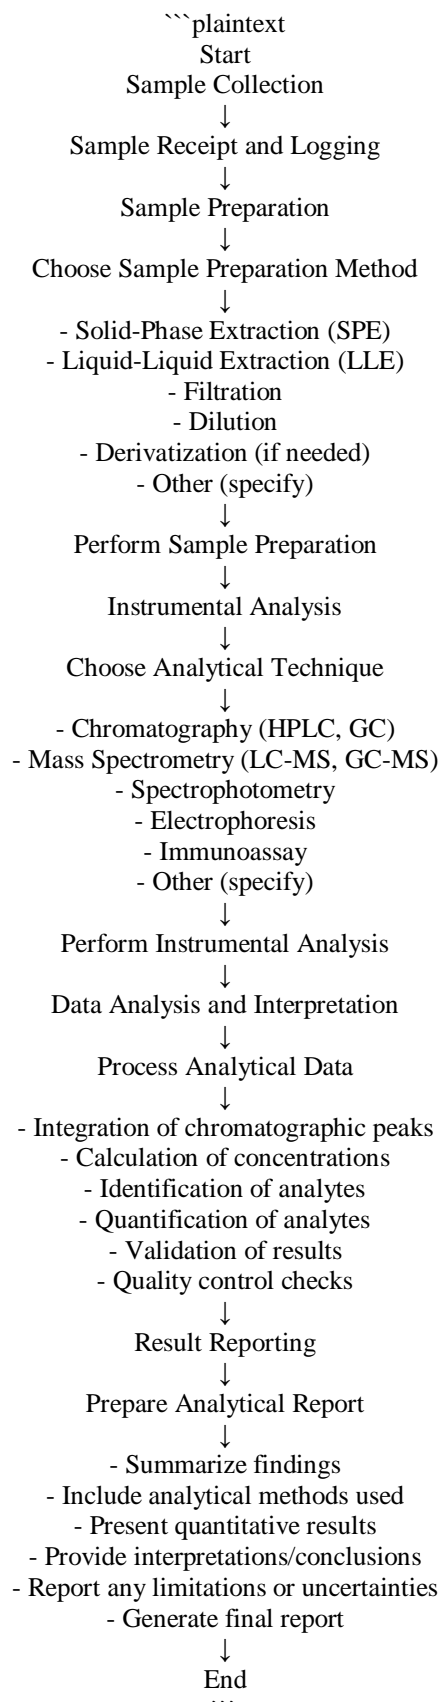 ```plaintext
Start
Sample Collection
↓
Sample Receipt and Logging
↓
Sample Preparation
↓
Choose Sample Preparation Method
↓
- Solid-Phase Extraction (SPE)
- Liquid-Liquid Extraction (LLE)
- Filtration
- Dilution
- Derivatization (if needed)
- Other (specify)
↓
Perform Sample Preparation
↓
Instrumental Analysis
↓
Choose Analytical Technique
↓
- Chromatography (HPLC, GC)
- Mass Spectrometry (LC-MS, GC-MS)
- Spectrophotometry
- Electrophoresis
- Immunoassay
- Other (specify)
↓
Perform Instrumental Analysis
↓
Data Analysis and Interpretation
↓
Process Analytical Data
↓
- Integration of chromatographic peaks
- Calculation of concentrations
- Identification of analytes
- Quantification of analytes
- Validation of results
- Quality control checks
↓
Result Reporting
↓
Prepare Analytical Report
↓
- Summarize findings
- Include analytical methods used
- Present quantitative results
- Provide interpretations/conclusions
- Report any limitations or uncertainties
- Generate final report
↓
End
```